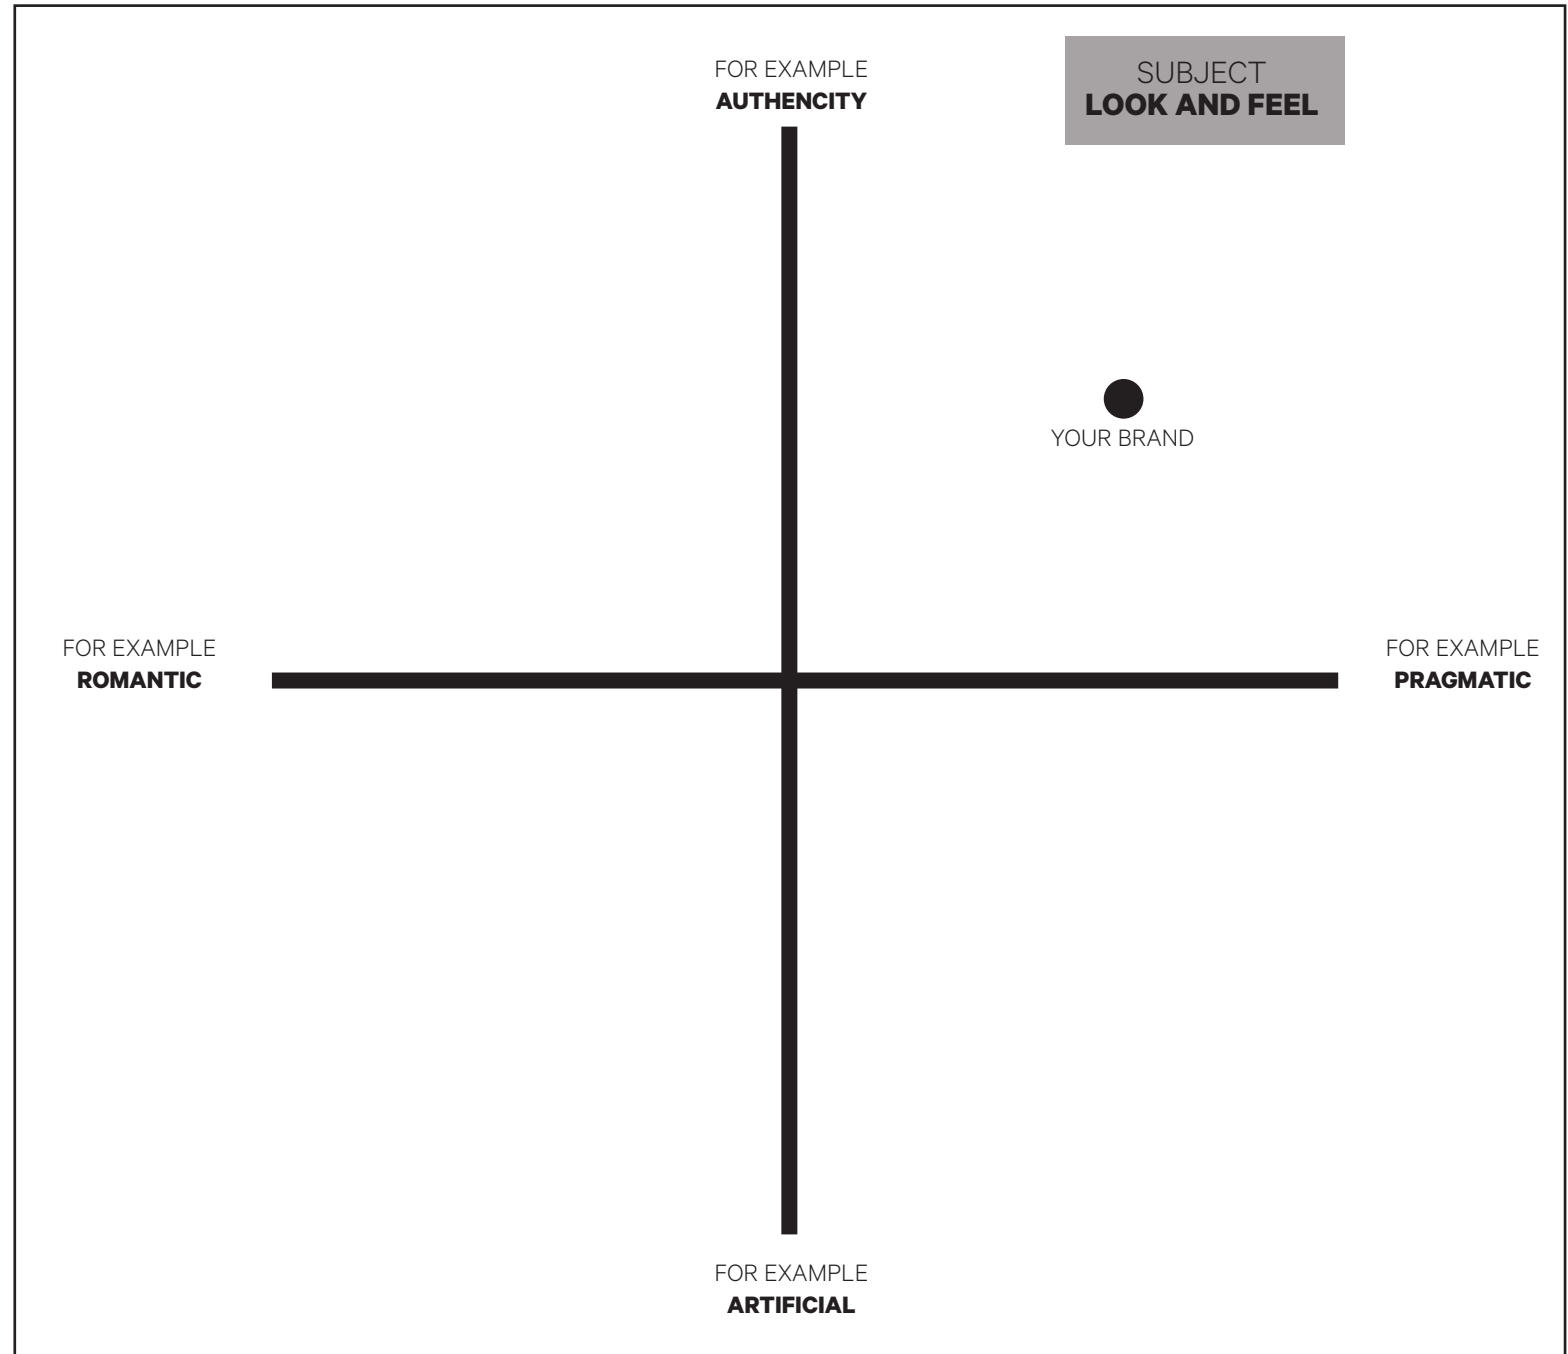 FOR EXAMPLE
AUTHENCITY
SUBJECT
LOOK AND FEEL
YOUR BRAND
FOR EXAMPLE
ROMANTIC
FOR EXAMPLE
PRAGMATIC
FOR EXAMPLE
ARTIFICIAL